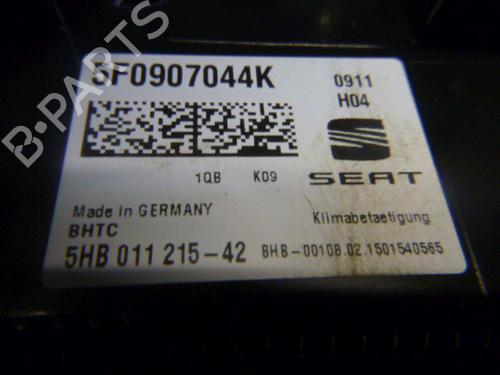 B-PARTS
5F0907044K
0911
H04
1QB K09
SEAT
Made in GERMANY
BHTC
Klimabetaetigung
5HB 011 215-42
BHB-00108.02.1501540565